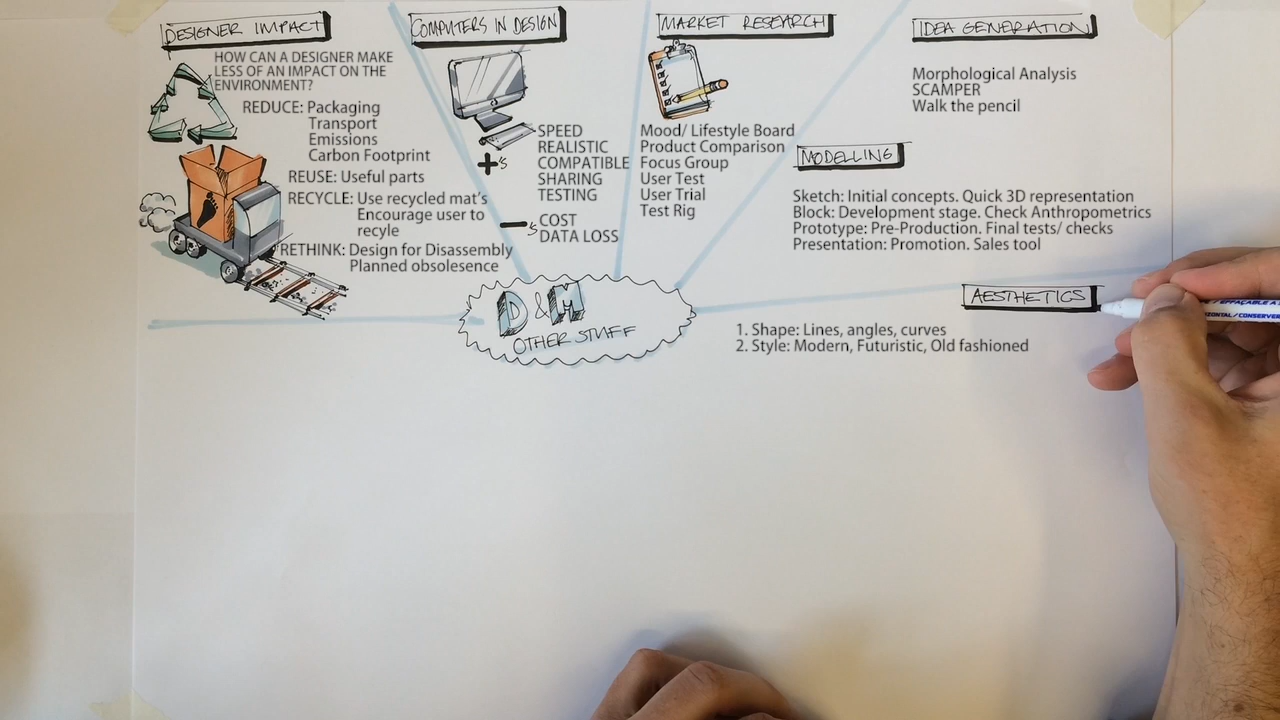 DESIGNER IMPACT
HOW CAN A DESIGNER MAKE
LESS OF AN IMPACT ON THE
ENVIRONMENT?
REDUCE: Packaging
Transport
Emissions
Carbon Footprint
REUSE: Useful parts
RECYCLE: Use recycled mat's
Encourage user to
recyle
RETHINK: Design for Disassembly
Planned obsolesence
COMPUTERS IN DESIGN
+'s
SPEED
REALISTIC
COMPATIBLE
SHARING
TESTING
-'s
COST
DATA LOSS
MARKET RESEARCH
Mood/ Lifestyle Board
Product Comparison
Focus Group
User Test
User Trial
Test Rig
IDEA GENERATION
Morphological Analysis
SCAMPER
Walk the pencil
MODELLING
Sketch: Initial concepts. Quick 3D representation
Block: Development stage. Check Anthropometrics
Prototype: Pre-Production. Final tests/ checks
Presentation: Promotion. Sales tool
D & M
OTHER STUFF
AESTHETICS
1. Shape: Lines, angles, curves
2. Style: Modern, Futuristic, Old fashioned